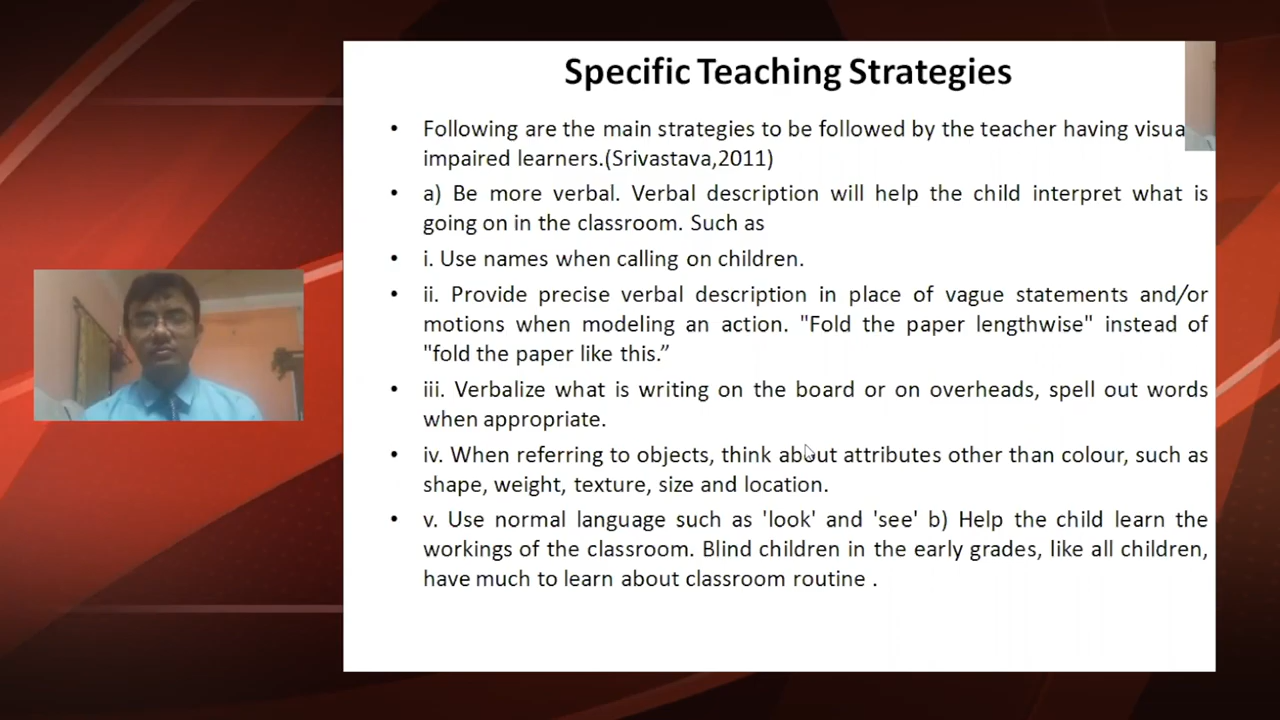 Specific Teaching Strategies
• Following are the main strategies to be followed by the teacher having visua
impaired learners.(Srivastava,2011)
• a) Be more verbal. Verbal description will help the child interpret what is
going on in the classroom. Such as
• i. Use names when calling on children.
• ii. Provide precise verbal description in place of vague statements and/or
motions when modeling an action. "Fold the paper lengthwise" instead of
"fold the paper like this.”
• iii. Verbalize what is writing on the board or on overheads, spell out words
when appropriate.
• iv. When referring to objects, think about attributes other than colour, such as
shape, weight, texture, size and location.
• v. Use normal language such as 'look' and 'see' b) Help the child learn the
workings of the classroom. Blind children in the early grades, like all children,
have much to learn about classroom routine .